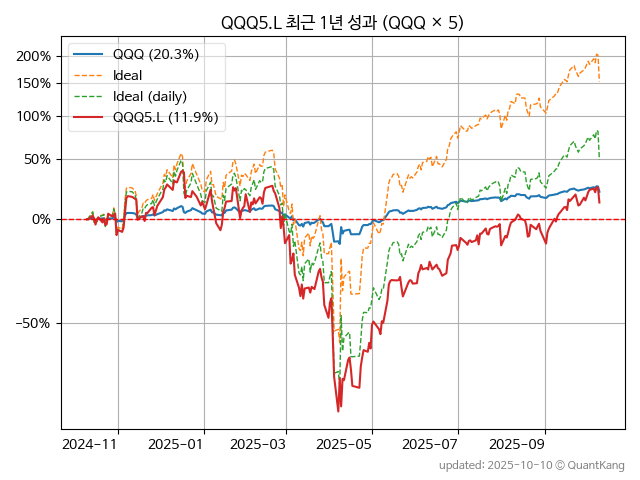 QQQ5.L 최근 1년 성과 (QQQ × 5)
QQQ (20.3%)
Ideal
Ideal (daily)
QQQ5.L (11.9%)
200%
150%
100%
50%
0%
−50%
2024-11
2025-01
2025-03
2025-05
2025-07
2025-09
updated: 2025-10-10 © QuantKang